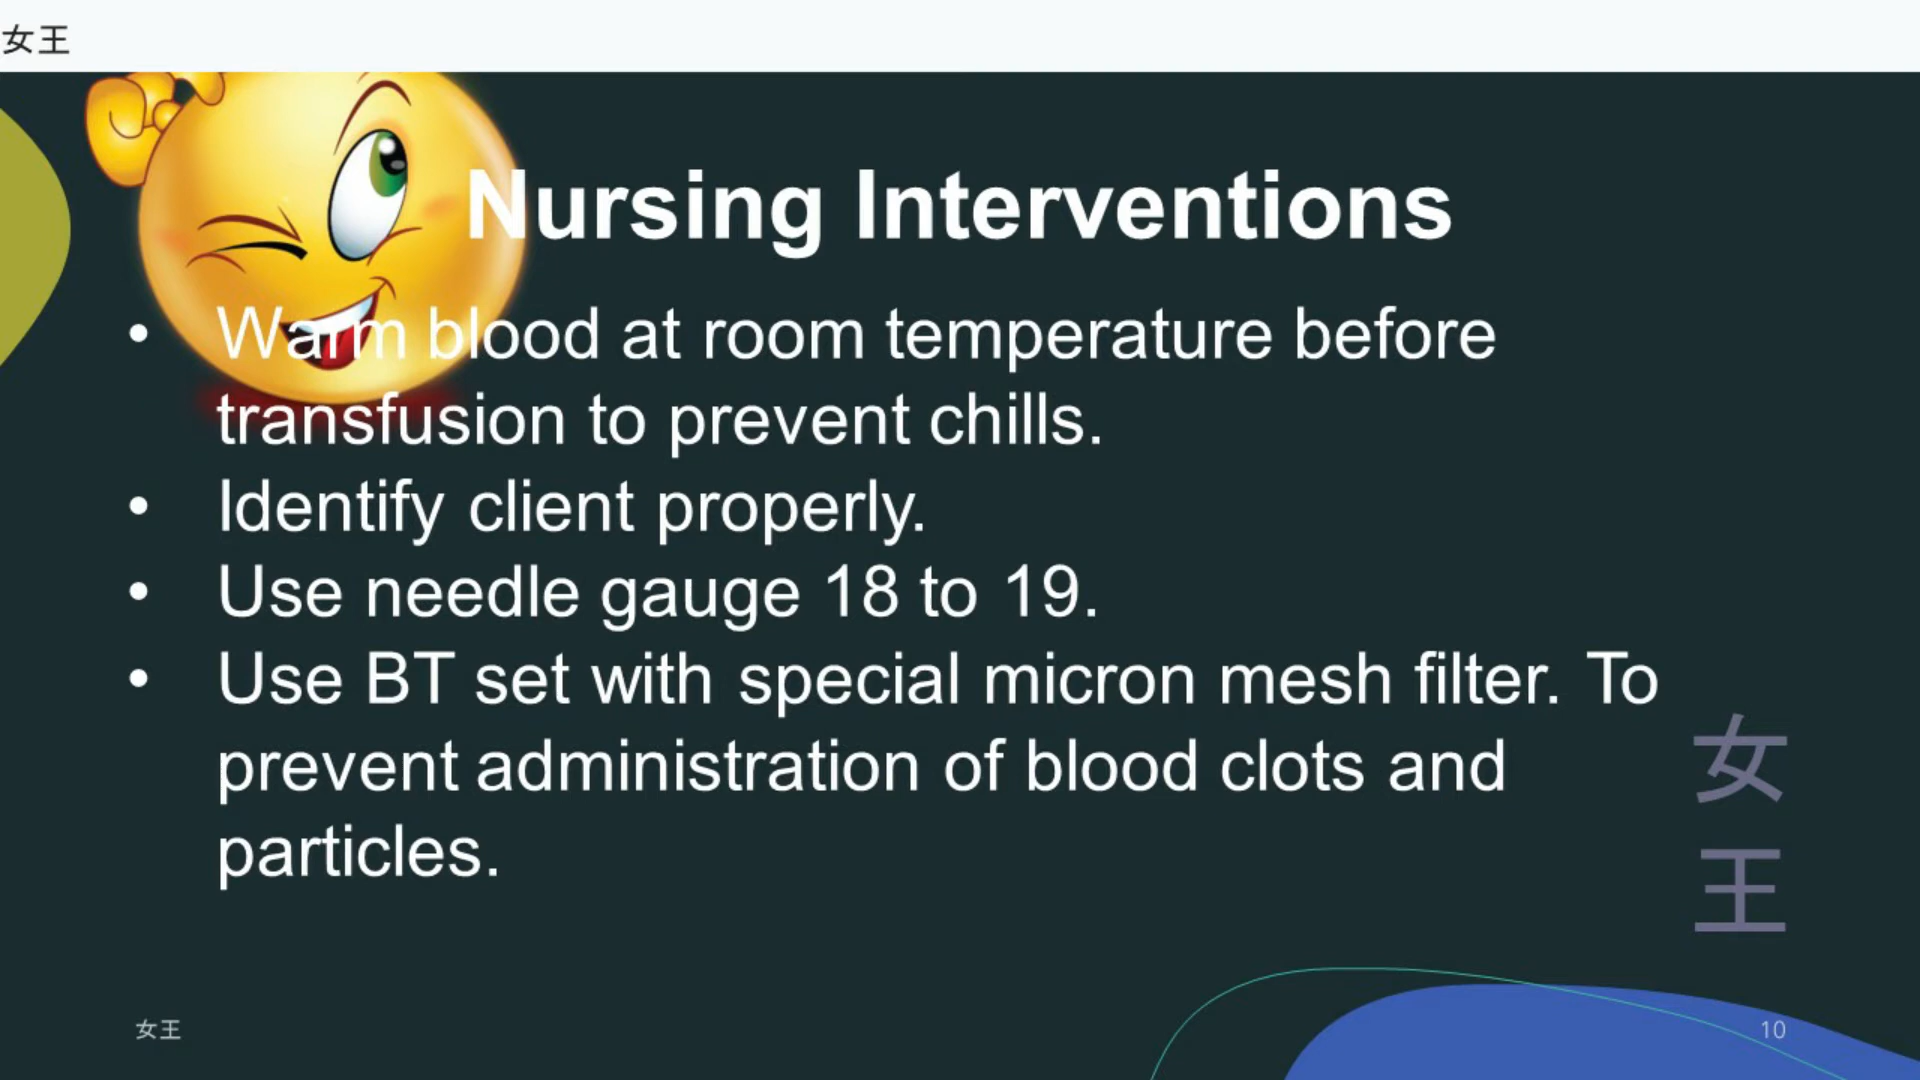 女王
Nursing Interventions
• Warm blood at room temperature before
transfusion to prevent chills.
• Identify client properly.
• Use needle gauge 18 to 19.
• Use BT set with special micron mesh filter. To
prevent administration of blood clots and
particles.
女
王
女王
10